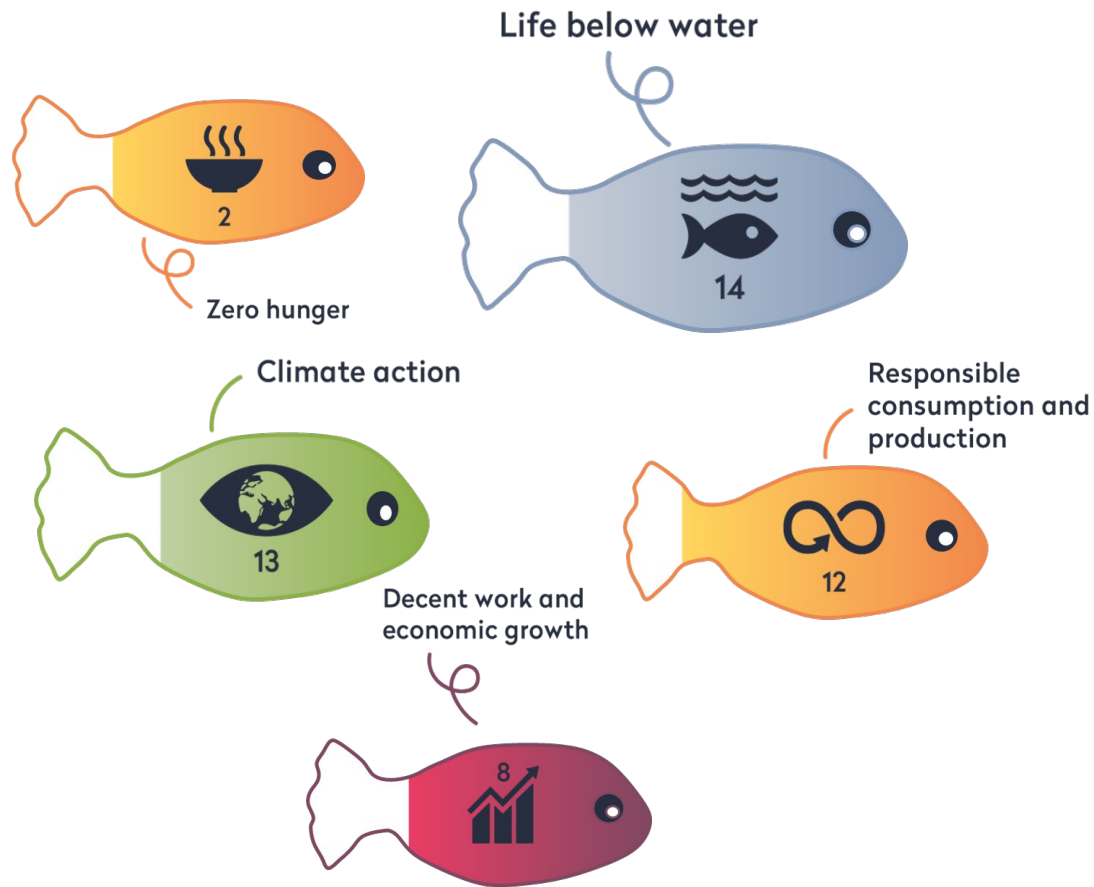 Life below water
14
2
Zero hunger
Climate action
13
Responsible
consumption and
production
12
Decent work and
economic growth
8